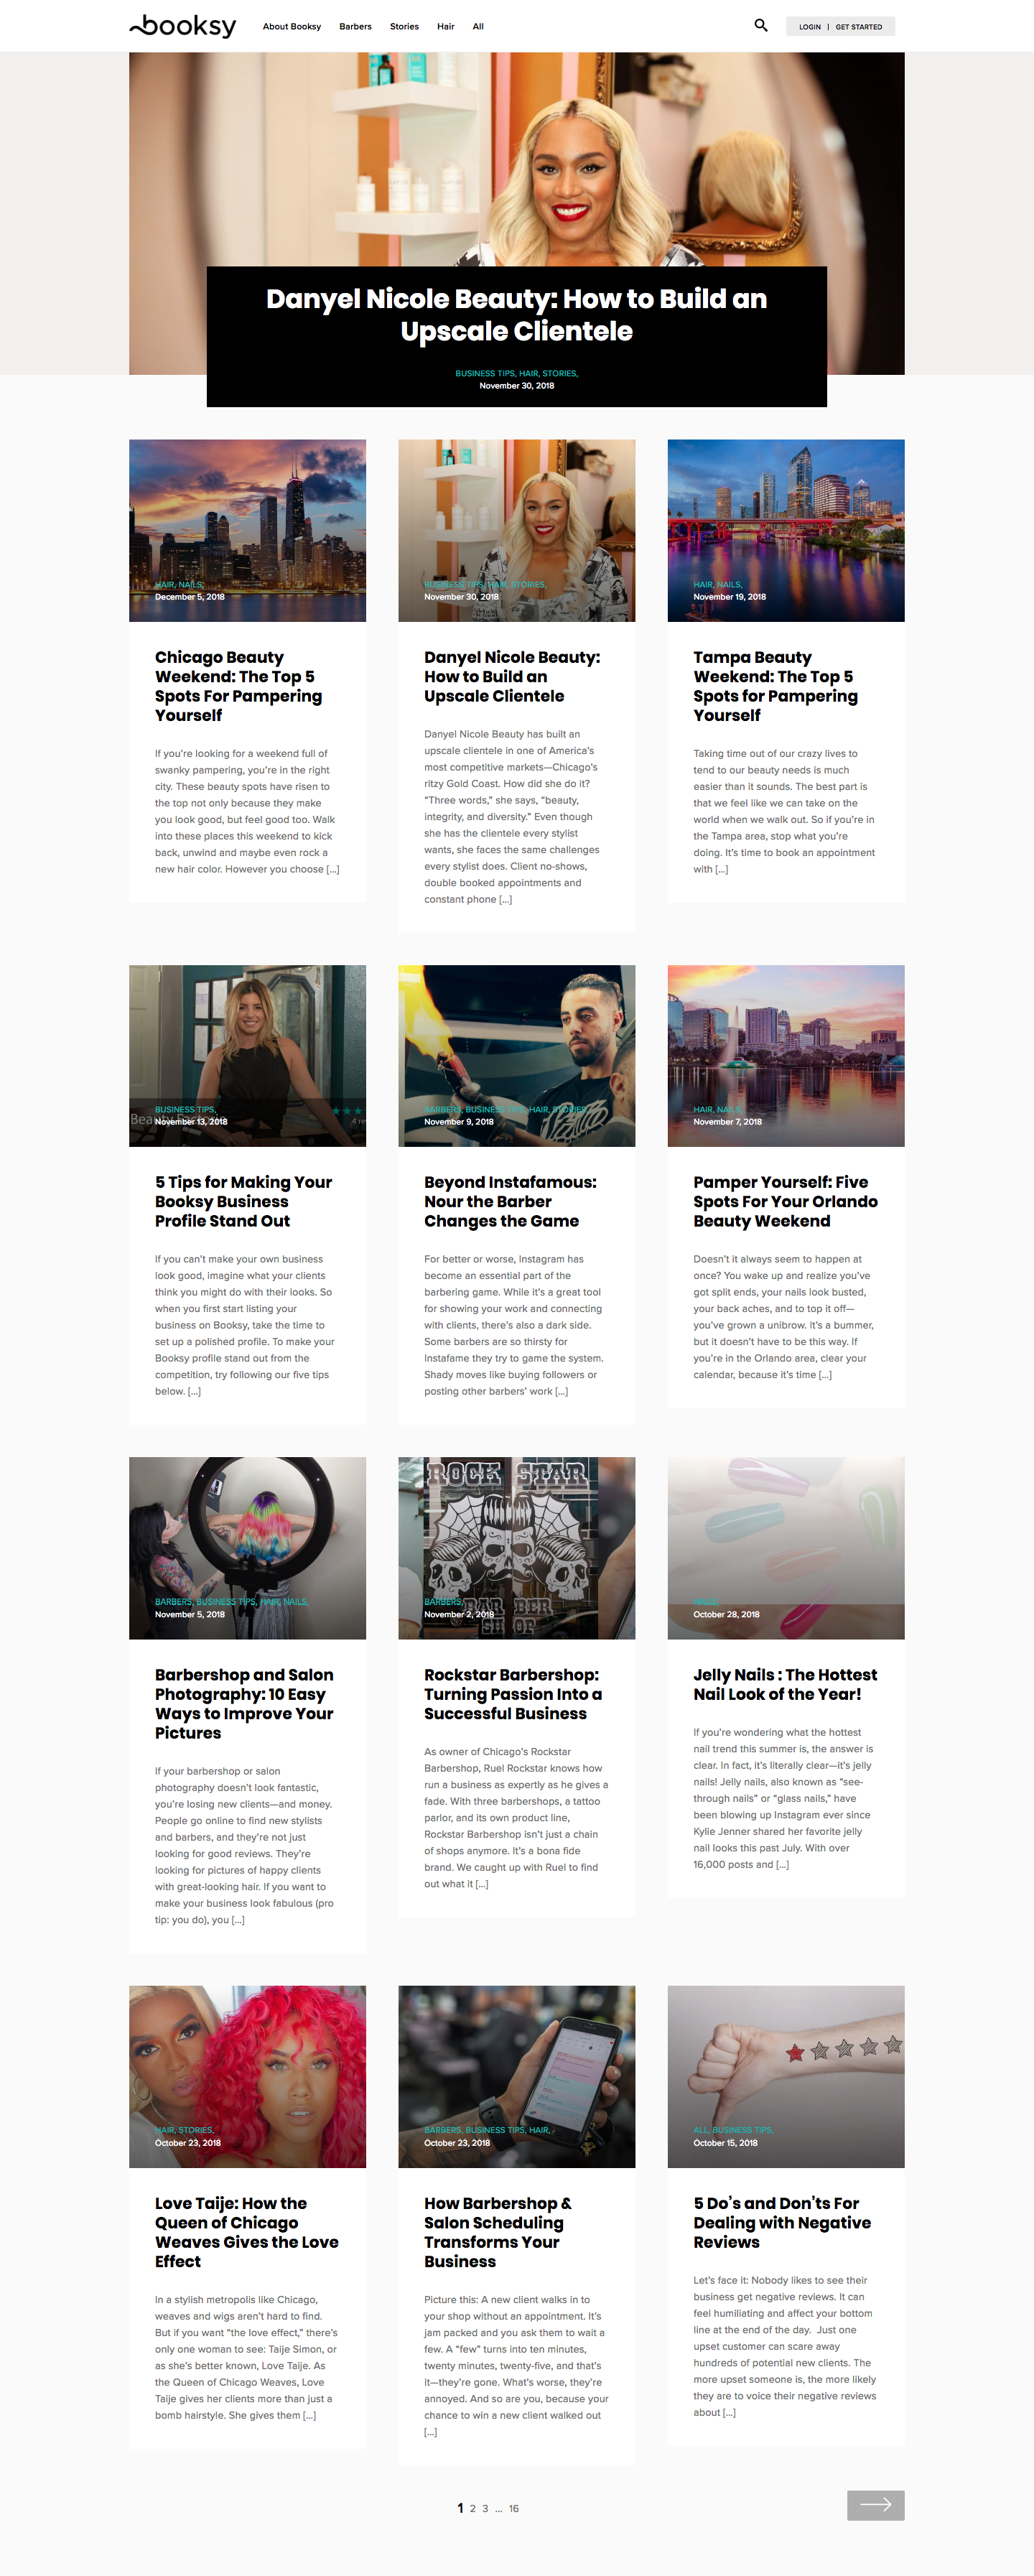 booksy
About Booksy Barbers Stories Hair All
LOGIN | GET STARTED
Danyel Nicole Beauty: How to Build an
Upscale Clientele
BUSINESS TIPS, HAIR, STORIES,
November 30, 2018
HAIR, NAILS,
December 5, 2018
Chicago Beauty
Weekend: The Top 5
Spots For Pampering
Yourself
If you're looking for a weekend full of
swanky pampering, you're in the right
city. These beauty spots have risen to
the top not only because they make
you look good, but feel good too. Walk
into these places this weekend to kick
back, unwind and maybe even rock a
new hair color. However you choose [...]
BUSINESS TIPS, HAIR, STORIES,
November 30, 2018
Danyel Nicole Beauty:
How to Build an
Upscale Clientele
Danyel Nicole Beauty has built an
upscale clientele in one of America's
most competitive markets—Chicago's
ritzy Gold Coast. How did she do it?
"Three words," she says, "beauty,
integrity, and diversity." Even though
she has the clientele every stylist
wants, she faces the same challenges
every stylist does. Client no-shows,
double booked appointments and
constant phone [...]
HAIR, NAILS,
November 19, 2018
Tampa Beauty
Weekend: The Top 5
Spots for Pampering
Yourself
Taking time out of our crazy lives to
tend to our beauty needs is much
easier than it sounds. The best part is
that we feel like we can take on the
world when we walk out. So if you're in
the Tampa area, stop what you're
doing. It's time to book an appointment
with [...]
BUSINESS TIPS,
November 13, 2018
5 Tips for Making Your
Booksy Business
Profile Stand Out
If you can't make your own business
look good, imagine what your clients
think you might do with their looks. So
when you first start listing your
business on Booksy, take the time to
set up a polished profile. To make your
Booksy profile stand out from the
competition, try following our five tips
below. [...]
BARBERS, BUSINESS TIPS, HAIR, STORIES,
November 9, 2018
Beyond Instafamous:
Nour the Barber
Changes the Game
For better or worse, Instagram has
become an essential part of the
barbering game. While it's a great tool
for showing your work and connecting
with clients, there's also a dark side.
Some barbers are so thirsty for
Instafame they try to game the system.
Shady moves like buying followers or
posting other barbers' work [...]
HAIR, NAILS,
November 7, 2018
Pamper Yourself: Five
Spots For Your Orlando
Beauty Weekend
Doesn't it always seem to happen at
once? You wake up and realize you've
got split ends, your nails look busted,
your back aches, and to top it off—
you've grown a unibrow. It's a bummer,
but it doesn't have to be this way. If
you're in the Orlando area, clear your
calendar, because it's time [...]
BARBERS, BUSINESS TIPS, HAIR, NAILS,
November 5, 2018
Barbershop and Salon
Photography: 10 Easy
Ways to Improve Your
Pictures
If your barbershop or salon
photography doesn't look fantastic,
you're losing new clients—and money.
People go online to find new stylists
and barbers, and they're not just
looking for good reviews. They're
looking for pictures of happy clients
with great-looking hair. If you want to
make your business look fabulous (pro
tip: you do), you [...]
ROCK STAR
BAR BER
SHOP
BARBERS,
November 2, 2018
Rockstar Barbershop:
Turning Passion Into a
Successful Business
As owner of Chicago's Rockstar
Barbershop, Ruel Rockstar knows how
run a business as expertly as he gives a
fade. With three barbershops, a tattoo
parlor, and its own product line,
Rockstar Barbershop isn't just a chain
of shops anymore. It's a bona fide
brand. We caught up with Ruel to find
out what it [...]
NAILS,
October 28, 2018
Jelly Nails : The Hottest
Nail Look of the Year!
If you're wondering what the hottest
nail trend this summer is, the answer is
clear. In fact, it's literally clear—it's jelly
nails! Jelly nails, also known as "see-
through nails" or "glass nails," have
been blowing up Instagram ever since
Kylie Jenner shared her favorite jelly
nail looks this past July. With over
16,000 posts and [...]
HAIR, STORIES,
October 23, 2018
Love Taije: How the
Queen of Chicago
Weaves Gives the Love
Effect
In a stylish metropolis like Chicago,
weaves and wigs aren't hard to find.
But if you want "the love effect," there's
only one woman to see: Taije Simon, or
as she's better known, Love Taije. As
the Queen of Chicago Weaves, Love
Taije gives her clients more than just a
bomb hairstyle. She gives them [...]
BARBERS, BUSINESS TIPS, HAIR,
October 23, 2018
How Barbershop &
Salon Scheduling
Transforms Your
Business
Picture this: A new client walks in to
your shop without an appointment. It's
jam packed and you ask them to wait a
few. A "few" turns into ten minutes,
twenty minutes, twenty-five, and that's
it—they're gone. What's worse, they're
annoyed. And so are you, because your
chance to win a new client walked out
[...]
ALL, BUSINESS TIPS,
October 15, 2018
5 Do's and Don'ts For
Dealing with Negative
Reviews
Let's face it: Nobody likes to see their
business get negative reviews. It can
feel humiliating and affect your bottom
line at the end of the day. Just one
upset customer can scare away
hundreds of potential new clients. The
more upset someone is, the more likely
they are to voice their negative reviews
about [...]
1 2 3 ... 16